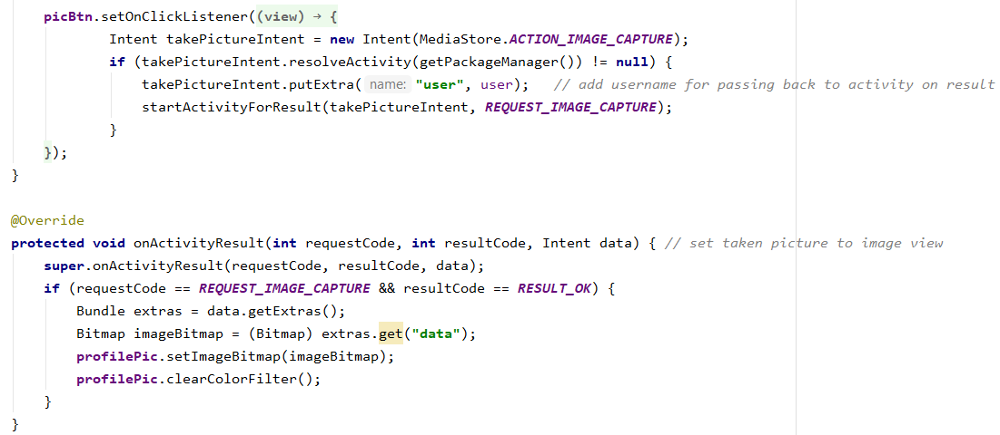 picBtn.setOnClickListener((view) → {
Intent takePictureIntent = new Intent(MediaStore.ACTION_IMAGE_CAPTURE);
if (takePictureIntent.resolveActivity(getPackageManager()) != null) {
takePictureIntent.putExtra( name: "user", user); // add username for passing back to activity on result
startActivityForResult(takePictureIntent, REQUEST_IMAGE_CAPTURE);
}
});
}
@Override
protected void onActivityResult(int requestCode, int resultCode, Intent data) { // set taken picture to image view
super.onActivityResult(requestCode, resultCode, data);
if (requestCode == REQUEST_IMAGE_CAPTURE && resultCode == RESULT_OK) {
Bundle extras = data.getExtras();
Bitmap imageBitmap = (Bitmap) extras.get("data");
profilePic.setImageBitmap(imageBitmap);
profilePic.clearColorFilter();
}
}